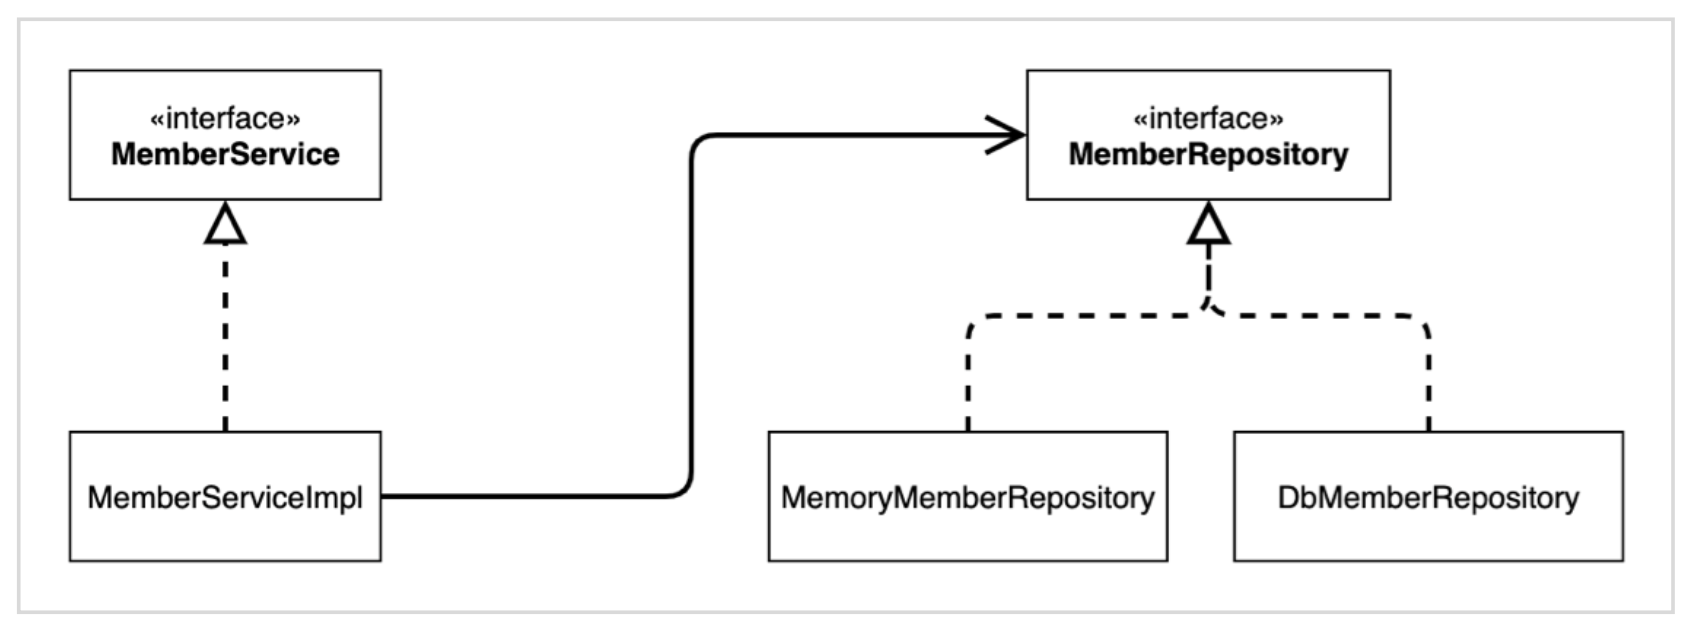 «interface»
MemberService
«interface»
MemberRepository
MemberServiceImpl
MemoryMemberRepository
DbMemberRepository